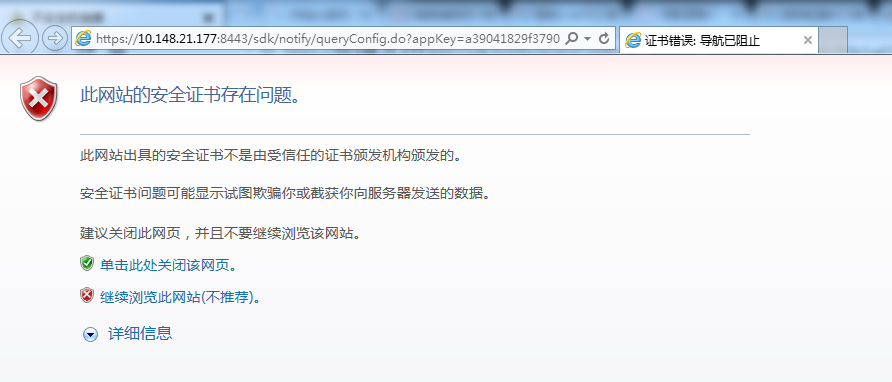 https://10.148.21.177:8443/sdk/notify/queryConfig.do?appKey=a39041829f3790
证书错误: 导航已阻止
此网站的安全证书存在问题。
此网站出具的安全证书不是由受信任的证书颁发机构颁发的。
安全证书问题可能显示试图欺骗你或截获你向服务器发送的数据。
建议关闭此网页，并且不要继续浏览该网站。
单击此处关闭该网页。
继续浏览此网站(不推荐)。
详细信息